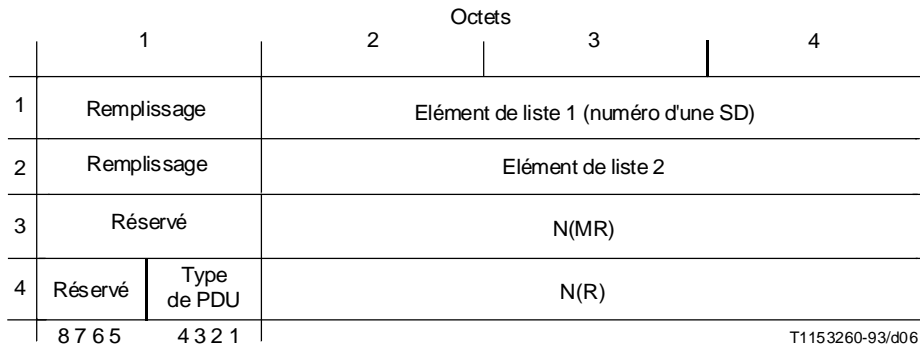 Octets
1 2 3 4
1 Remplissage Elément de liste 1 (numéro d'une SD)
2 Remplissage Elément de liste 2
3 Réservé N(MR)
4 Réservé Type de PDU N(R)
8 7 6 5 4 3 2 1 T1153260-93/d06